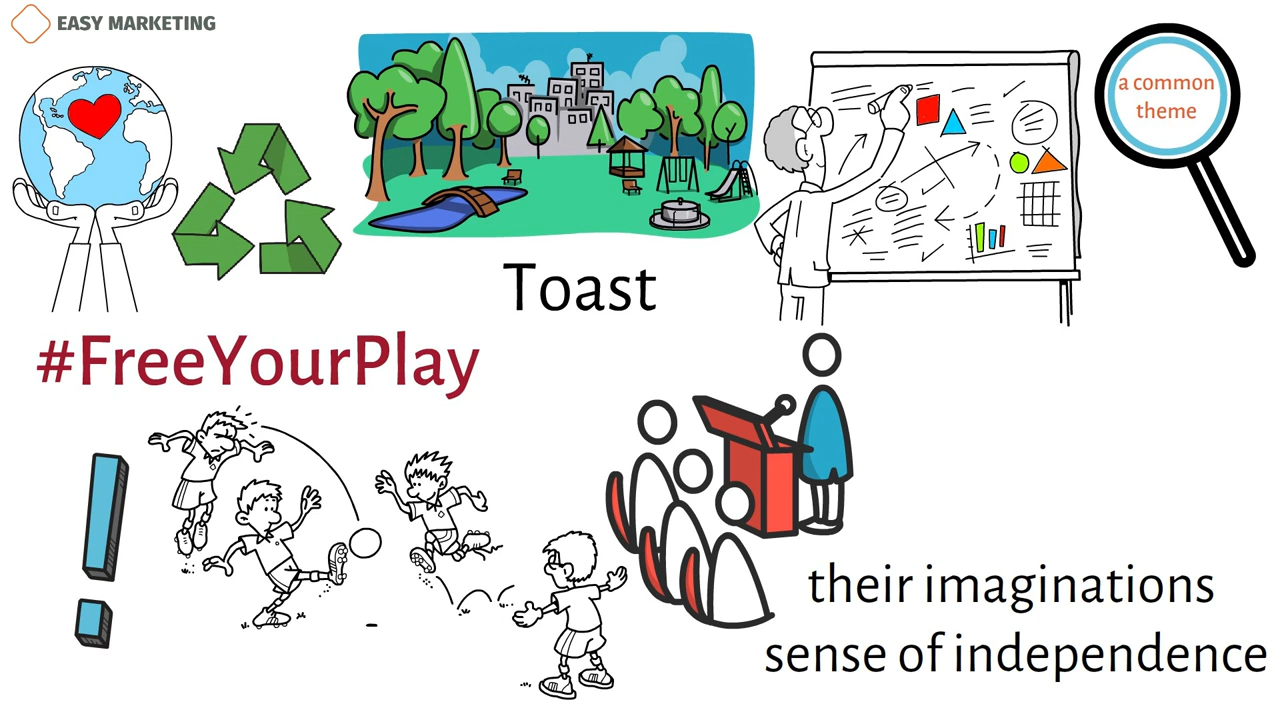 EASY MARKETING
a common
theme
Toast
#FreeYourPlay
their imaginations
sense of independence